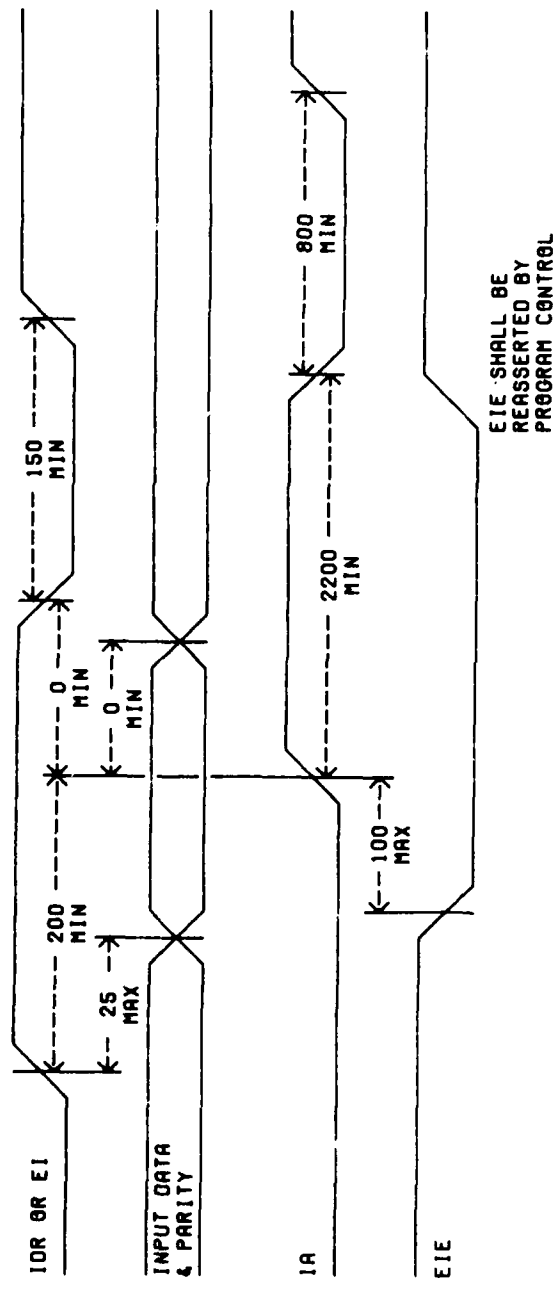 IDR OR EI
200
MIN
0
MIN
150
MIN
25
MAX
0
MIN
INPUT DATA
& PARITY
IA
2200
MIN
800
MIN
100
MAX
EIE
EIE SHALL BE
REASSERTED BY
PROGRAM CONTROL